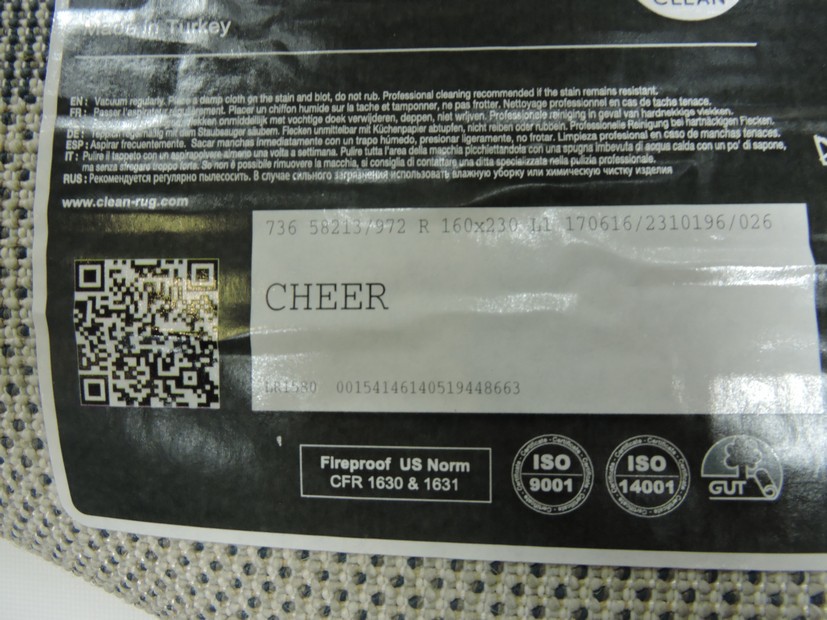 CLEAN
Made in Turkey
EN : Vacuum regularly. Place a damp cloth on the stain and blot, do not rub. Professional cleaning recommended if the stain remains resistant.
FR : Passer l'aspirateur régulièrement. Placer un chiffon humide sur la tache et tamponner, ne pas frotter. Nettoyage professionnel en cas de tache tenace.
onmiddellijk met vochtige doek verwijderen, deppen, niet wrijven. Professionele reiniging in geval van hardnekkige vlekken.
DE : regelmäßig mit dem Staubsauger säubern. Flecken unmittelbar mit Küchenpapier abtupfen, nicht reiben oder rubbeln. Professionelle Reinigung bei hartnäckigen Flecken.
ESP : Aspirar frecuentemente. Sacar manchas inmediatamente con un trapo húmedo, presionar ligeramente, no frotar. Limpieza profesional en caso de manchas tenaces.
IT : Pulire il tappeto con un aspirapolvere almeno una volta a settimana. Pulire tutta l'area della macchia picchiettandola con una spugna imbevuta di acqua calda con un po' di sapone,
ma senza sfregare troppo forte. Se non é possibile rimuovere la macchia, si consiglia di contattare una ditta specializzata nella pulizia professionale.
RUS : Рекомендуется регулярно пылесосить. В случае сильного загрязнения использовать влажную уборку или химическую чистку изделия
www.clean-rug.com
736 58213/972 R 160x230 L1 170616/2310196/026
CHEER
LR1580 00154146140519448663
Fireproof US Norm
CFR 1630 & 1631
ISO
9001
ISO
14001
GUT